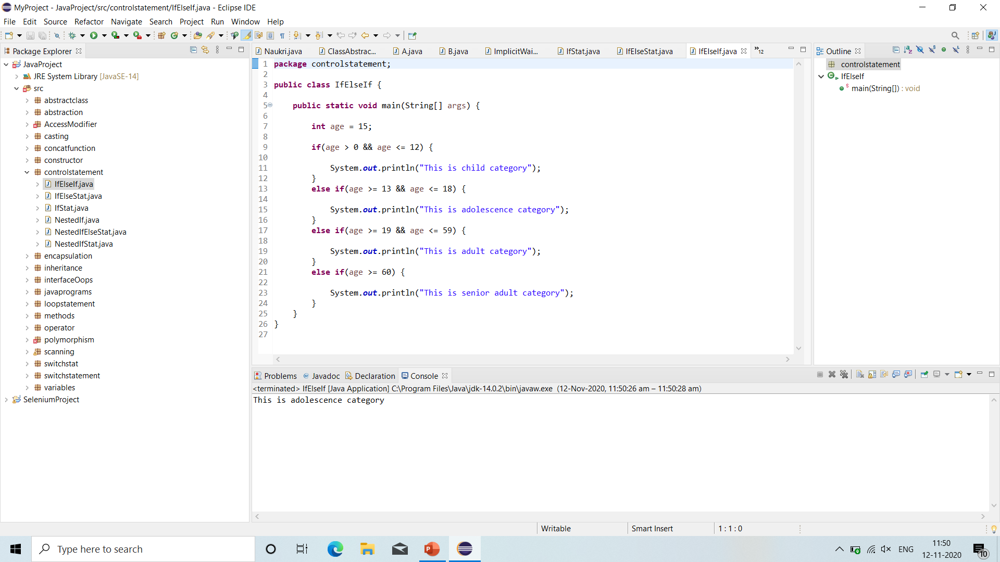 MyProject - JavaProject/src/controlstatement/IfElseIf.java - Eclipse IDE
File Edit Source Refactor Navigate Search Project Run Window Help
Package Explorer
JavaProject
JRE System Library [JavaSE-14]
src
abstractclass
abstraction
AccessModifier
casting
concatfunction
constructor
controlstatement
IfElseIf.java
IfElseStat.java
IfStat.java
NestedIf.java
NestedIfElseStat.java
NestedIfStat.java
encapsulation
inheritance
interfaceOops
javaprograms
loopstatement
methods
operator
polymorphism
scanning
switchstat
switchstatement
variables
SeleniumProject
Naukri.java ClassAbstrac... A.java B.java ImplicitWai... IfStat.java IfElseStat.java IfElseIf.java »12
1 package controlstatement;
2
3 public class IfElseIf {
4
5 public static void main(String[] args) {
6
7 int age = 15;
8
9 if(age > 0 && age <= 12) {
10
11 System.out.println("This is child category");
12 }
13 else if(age >= 13 && age <= 18) {
14
15 System.out.println("This is adolescence category");
16 }
17 else if(age >= 19 && age <= 59) {
18
19 System.out.println("This is adult category");
20 }
21 else if(age >= 60) {
22
23 System.out.println("This is senior adult category");
24 }
25 }
26 }
27
Outline
controlstatement
IfElseIf
main(String[]) : void
Problems @ Javadoc Declaration Console
<terminated> IfElseIf [Java Application] C:\Program Files\Java\jdk-14.0.2\bin\javaw.exe (12-Nov-2020, 11:50:26 am – 11:50:28 am)
This is adolescence category
Writable Smart Insert 1 : 1 : 0
Type here to search
ENG
11:50
12-11-2020
10